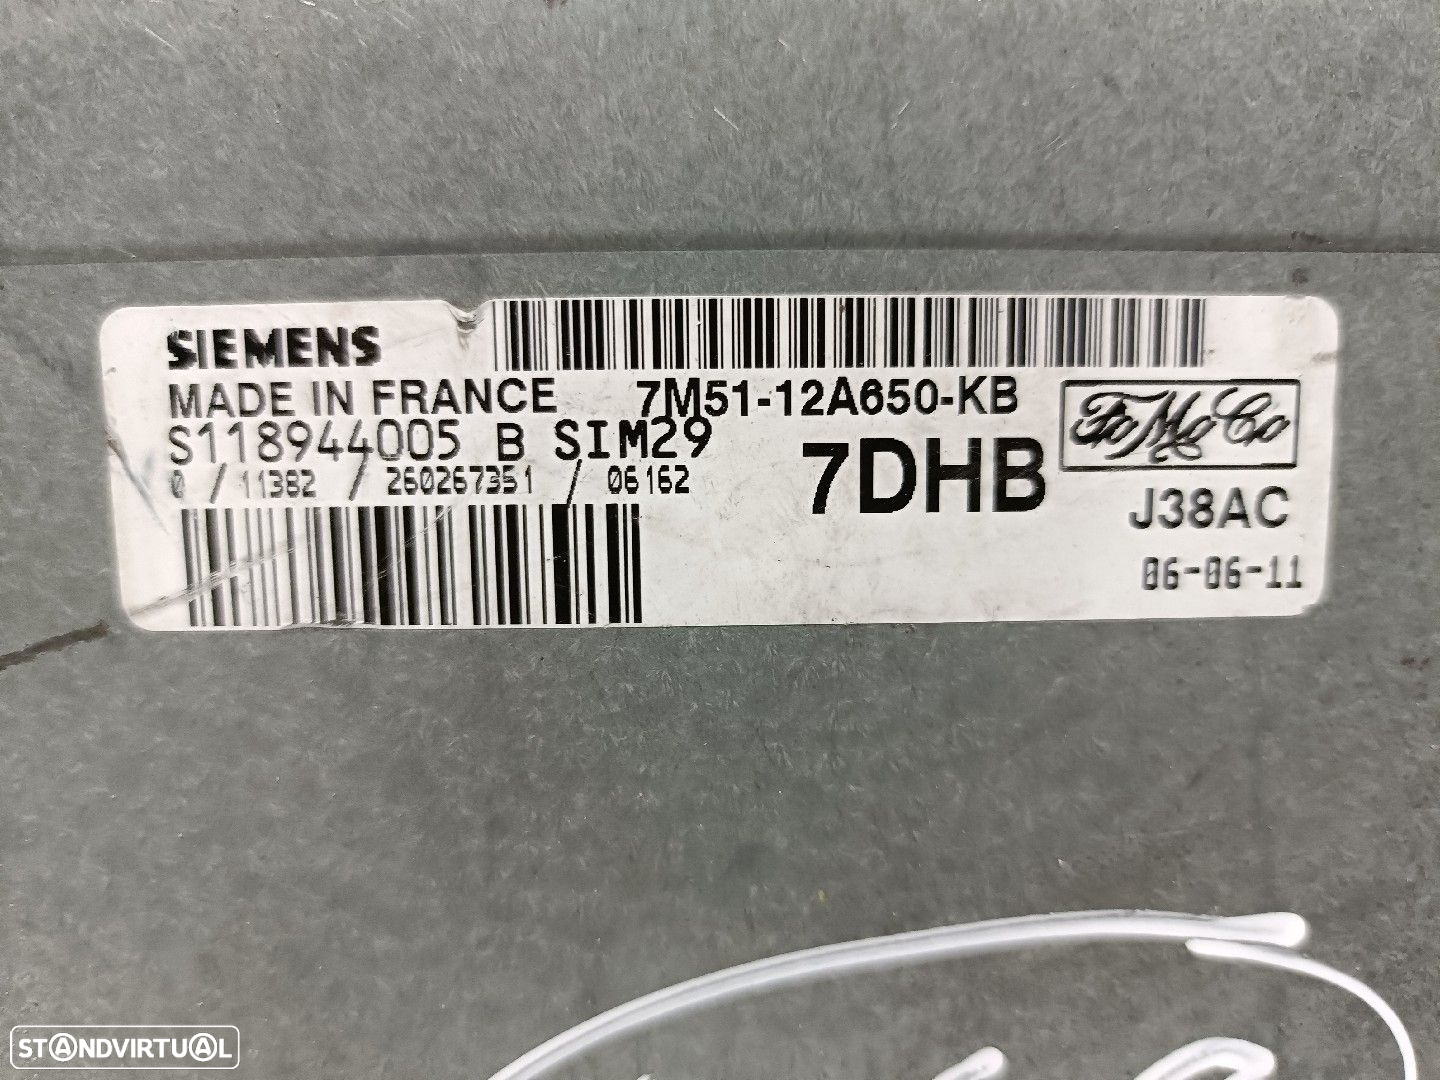 SIEMENS
MADE IN FRANCE 7M51-12A650-KB
FoMoCo
S118944005 B SIM29
0 / 11382 / 260267351 / 06162
7DHB
J38AC
06-06-11
STANDVIRTUAL